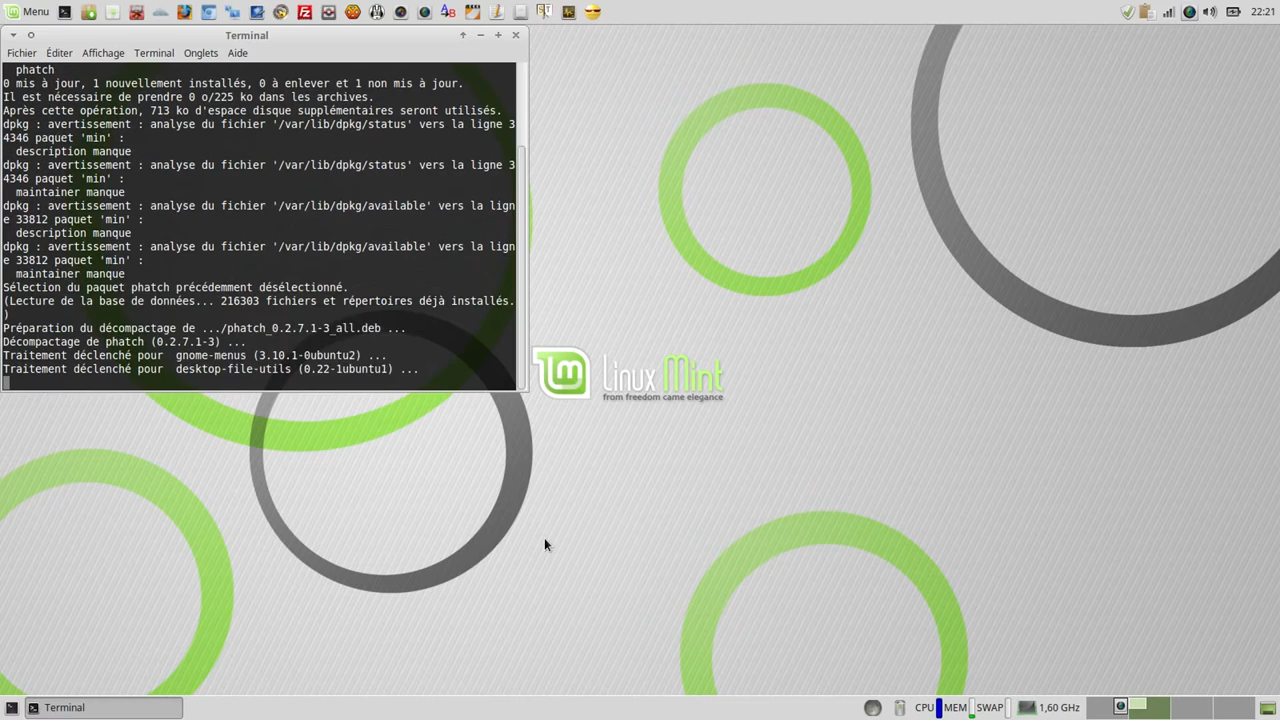 Menu
22:21
Terminal
Fichier Éditer Affichage Terminal Onglets Aide
phatch
0 mis à jour, 1 nouvellement installés, 0 à enlever et 1 non mis à jour.
Il est nécessaire de prendre 0 o/225 ko dans les archives.
Après cette opération, 713 ko d'espace disque supplémentaires seront utilisés.
dpkg : avertissement : analyse du fichier '/var/lib/dpkg/status' vers la ligne 3
4346 paquet 'min' :
description manque
dpkg : avertissement : analyse du fichier '/var/lib/dpkg/status' vers la ligne 3
4346 paquet 'min' :
maintainer manque
dpkg : avertissement : analyse du fichier '/var/lib/dpkg/available' vers la lign
e 33812 paquet 'min' :
description manque
dpkg : avertissement : analyse du fichier '/var/lib/dpkg/available' vers la lign
e 33812 paquet 'min' :
maintainer manque
Sélection du paquet phatch précédemment désélectionné.
(Lecture de la base de données... 216303 fichiers et répertoires déjà installés.
)
Préparation du décompactage de .../phatch_0.2.7.1-3_all.deb ...
Décompactage de phatch (0.2.7.1-3) ...
Traitement déclenché pour  gnome-menus (3.10.1-0ubuntu2) ...
Traitement déclenché pour  desktop-file-utils (0.22-1ubuntu1) ...
Linux Mint
from freedom came elegance
Terminal
CPU MEM SWAP 1,60 GHz